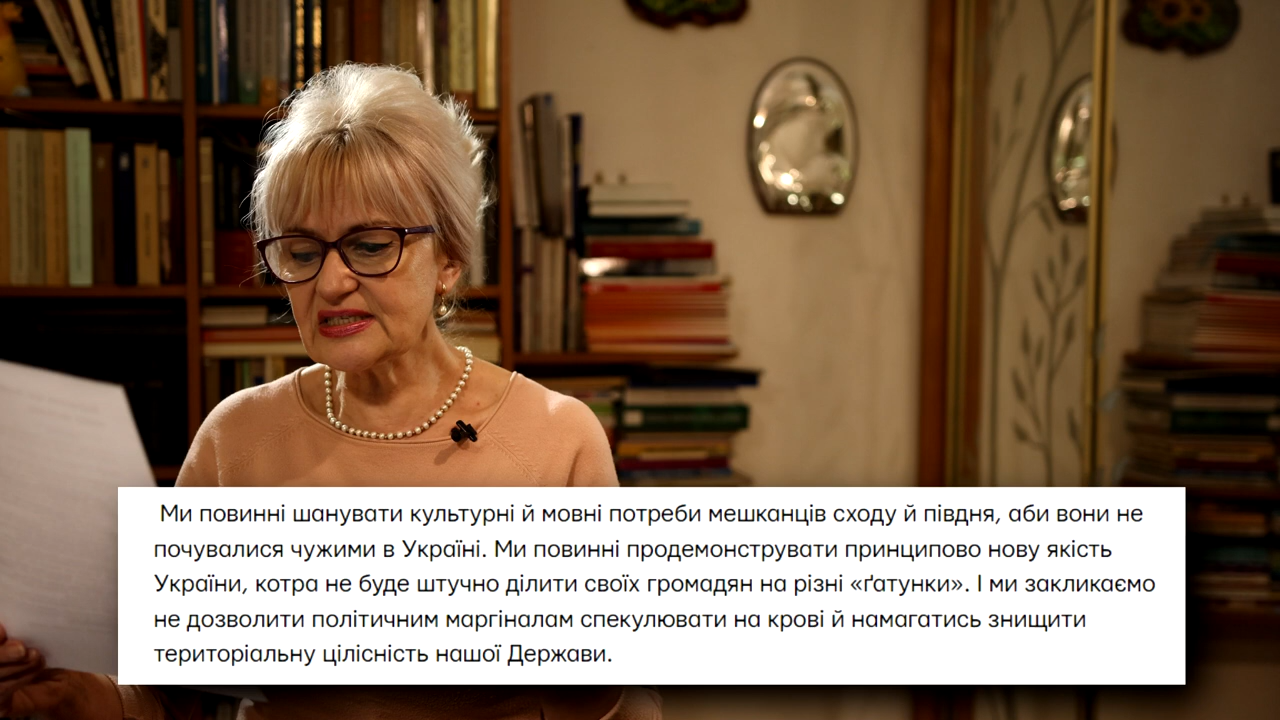 Ми повинні шанувати культурні й мовні потреби мешканців сходу й півдня, аби вони не
почувалися чужими в Україні. Ми повинні продемонструвати принципово нову якість
України, котра не буде штучно ділити своїх громадян на різні «ґатунки». І ми закликаємо
не дозволити політичним маргіналам спекулювати на крові й намагатись знищити
територіальну цілісність нашої Держави.